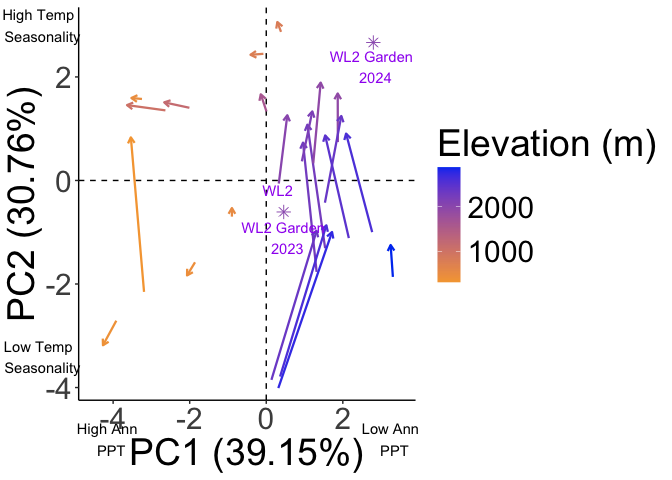 High Temp
Seasonality
WL2 Garden
2024
2
0
WL2
WL2 Garden
2023
-2
Low Temp
Seasonality
-4
PC2 (30.76%)
-4
-2
0
2
High Ann
PPT
Low Ann
PPT
PC1 (39.15%)
Elevation (m)
2000
1000